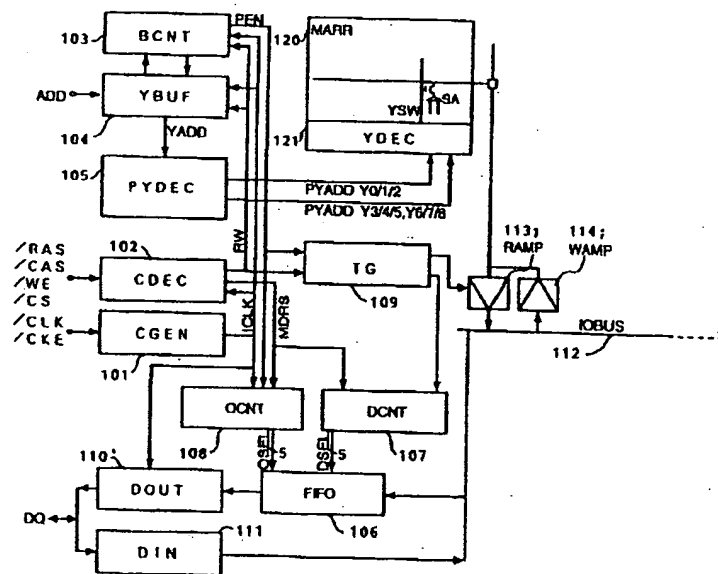 PEN
103
BCNT
ADD
YBUF
104
YADD
105
PYDEC
120
MARR
YSW
SA
121
YDEC
PYADD Y0/1/2
PYADD Y3/4/5, Y6/7/8
113;
RAMP
114;
WAMP
/RAS
/CAS
/WE
/CS
/CLK
/CKE
102
CDEC
RW
TG
109
ICLK
MDRS
CGEN
101
IOBUS
112
OCNT
108
DCNT
107
OSEL
5
DSEL
5
110
DOUT
FIFO
106
DQ
111
DIN